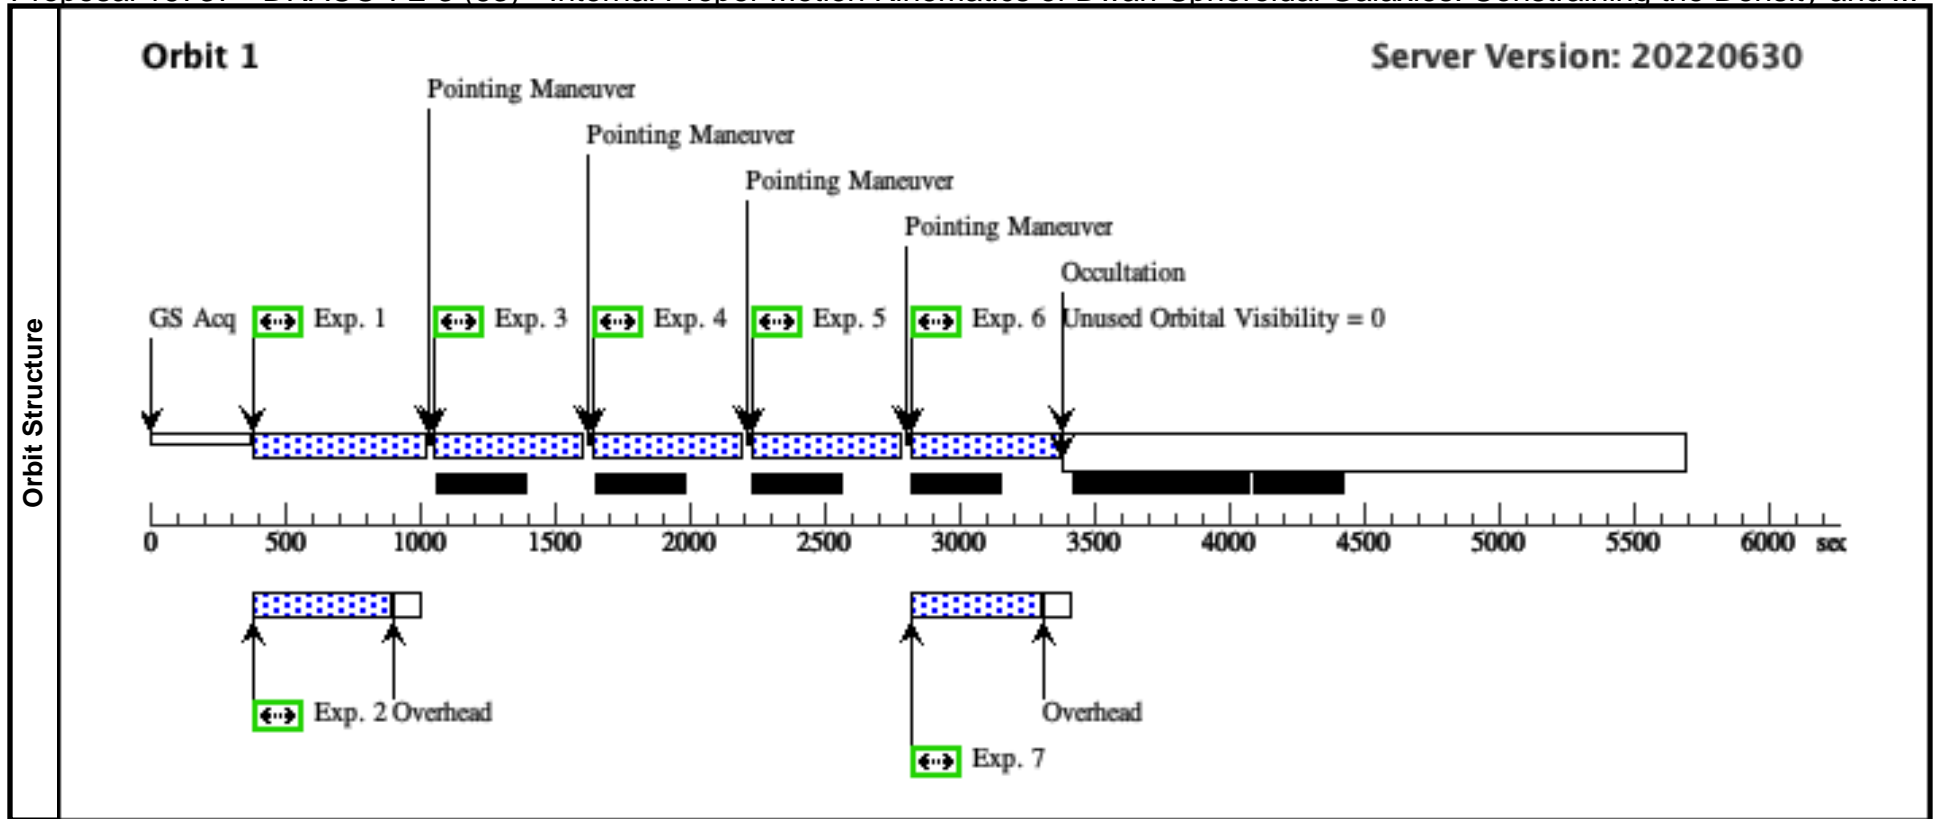 Orbit 1
Server Version: 20220630
Pointing Maneuver
Pointing Maneuver
Pointing Maneuver
Pointing Maneuver
Occultation
GS Acq Exp. 1 Exp. 3 Exp. 4 Exp. 5 Exp. 6 Unused Orbital Visibility = 0
Orbit Structure
0 500 1000 1500 2000 2500 3000 3500 4000 4500 5000 5500 6000 sec
Exp. 2 Overhead
Overhead
Exp. 7